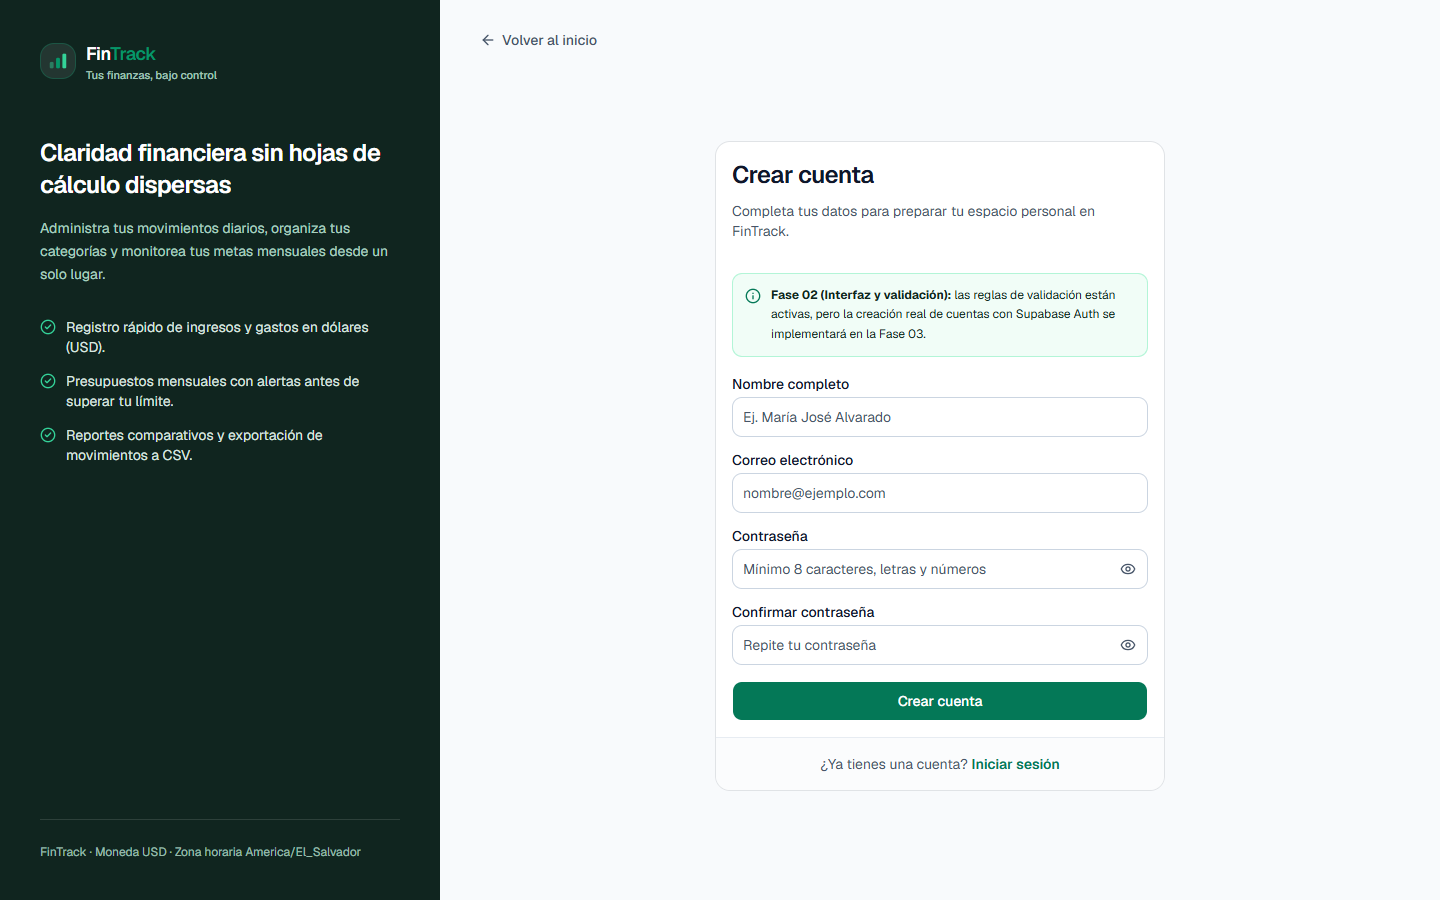 FinTrack
Tus finanzas, bajo control
Claridad financiera sin hojas de
cálculo dispersas
Administra tus movimientos diarios, organiza tus
categorías y monitorea tus metas mensuales desde un
solo lugar.
Registro rápido de ingresos y gastos en dólares
(USD).
Presupuestos mensuales con alertas antes de
superar tu límite.
Reportes comparativos y exportación de
movimientos a CSV.
FinTrack · Moneda USD · Zona horaria America/El_Salvador
Volver al inicio
Crear cuenta
Completa tus datos para preparar tu espacio personal en
FinTrack.
Fase 02 (Interfaz y validación): las reglas de validación están
activas, pero la creación real de cuentas con Supabase Auth se
implementará en la Fase 03.
Nombre completo
Ej. María José Alvarado
Correo electrónico
nombre@ejemplo.com
Contraseña
Mínimo 8 caracteres, letras y números
Confirmar contraseña
Repite tu contraseña
Crear cuenta
¿Ya tienes una cuenta? Iniciar sesión